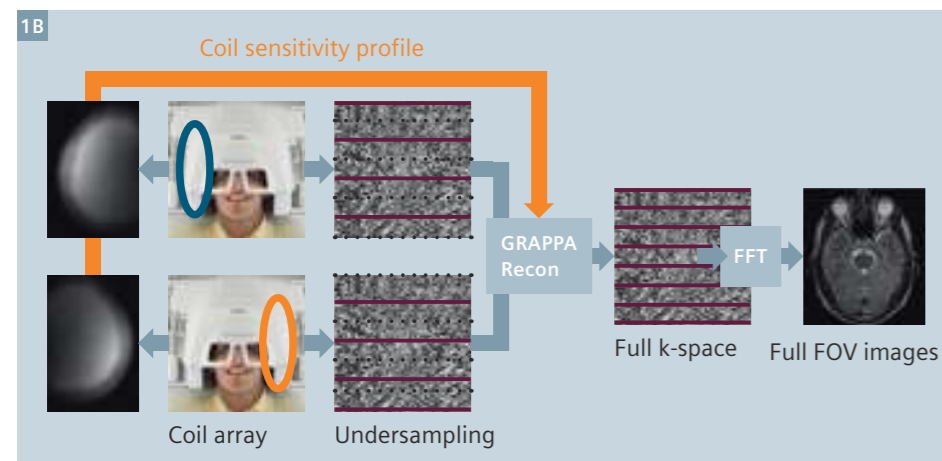 1B
Coil sensitivity profile
GRAPPA
Recon
FFT
Full k-space
Full FOV images
Coil array
Undersampling